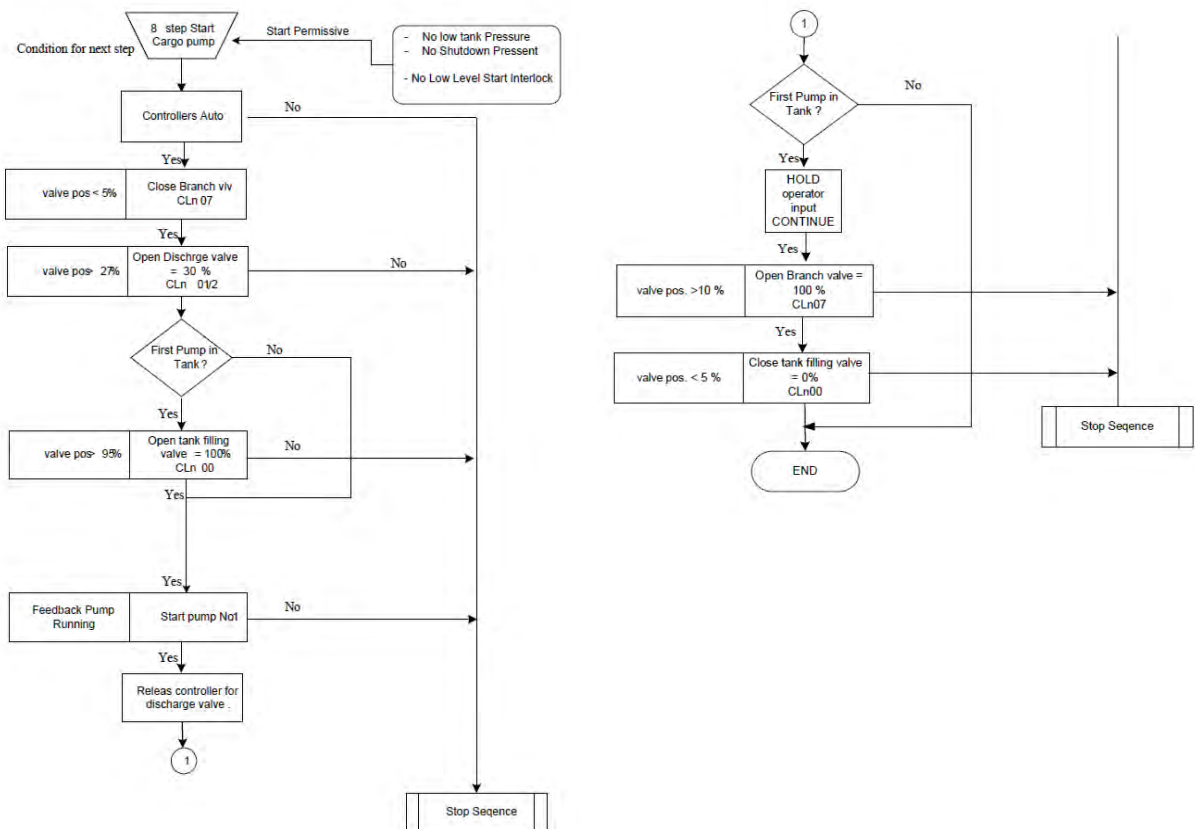 8 step Start
Cargo pump
Start Permissive
Condition for next step
- No low tank Pressure
- No Shutdown Pressent
- No Low Level Start Interlock
Controllers Auto
No
Yes
valve pos < 5%
Close Branch vlv
CLn 07
Yes
valve pos> 27%
Open Dischrge valve
= 30 %
CLn 01/2
No
First Pump in
Tank ?
No
Yes
valve pos> 95%
Open tank filling
valve = 100%
CLn 00
No
Yes
Yes
Feedback Pump
Running
Start pump No1
No
Yes
Releas controller for
discharge valve .
1
Stop Seqence
1
First Pump in
Tank ?
No
Yes
HOLD
operator
input
CONTINUE
Yes
valve pos. >10 %
Open Branch valve =
100 %
CLn07
Yes
valve pos. < 5 %
Close tank filling valve
= 0%
CLn00
Stop Seqence
END